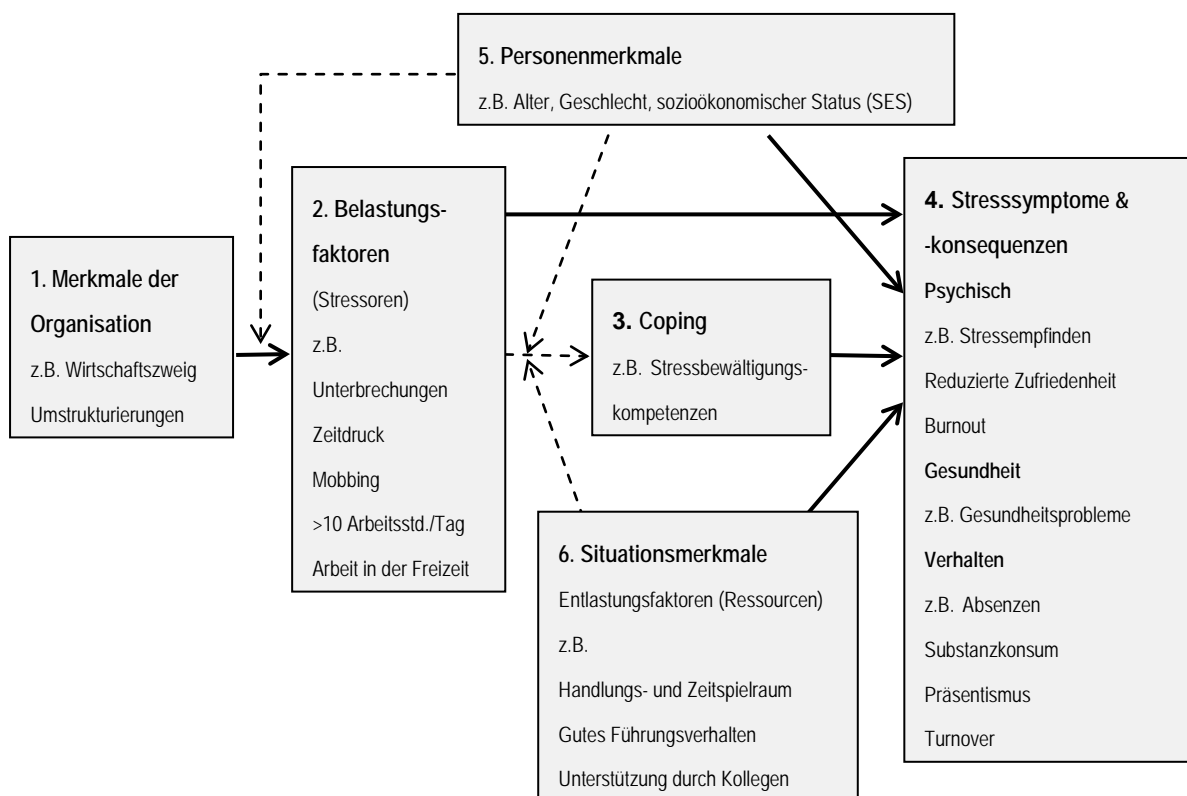 5. Personenmerkmale
z.B. Alter, Geschlecht, sozioökonomischer Status (SES)
1. Merkmale der
Organisation
z.B. Wirtschaftszweig
Umstrukturierungen
2. Belastungs-
faktoren
(Stressoren)
z.B.
Unterbrechungen
Zeitdruck
Mobbing
>10 Arbeitsstd./Tag
Arbeit in der Freizeit
3. Coping
z.B. Stressbewältigungs-
kompetenzen
6. Situationsmerkmale
Entlastungsfaktoren (Ressourcen)
z.B.
Handlungs- und Zeitspielraum
Gutes Führungsverhalten
Unterstützung durch Kollegen
4. Stresssymptome &
-konsequenzen
Psychisch
z.B. Stressempfinden
Reduzierte Zufriedenheit
Burnout
Gesundheit
z.B. Gesundheitsprobleme
Verhalten
z.B. Absenzen
Substanzkonsum
Präsentismus
Turnover